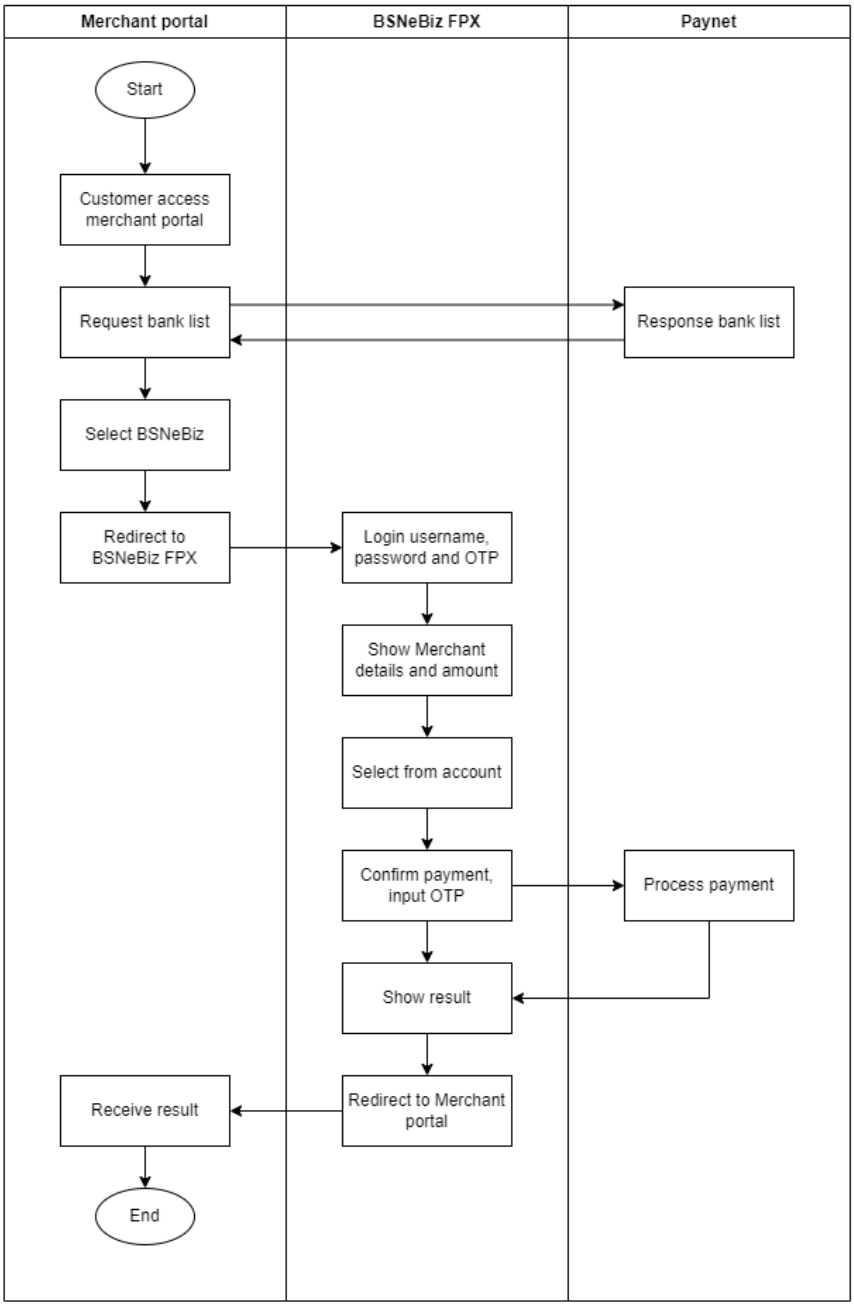 Merchant portal
BSNeBiz FPX
Paynet
Start
Customer access
merchant portal
Request bank list
Response bank list
Select BSNeBiz
Redirect to
BSNeBiz FPX
Login username,
password and OTP
Show Merchant
details and amount
Select from account
Confirm payment,
input OTP
Process payment
Show result
Redirect to Merchant
portal
Receive result
End